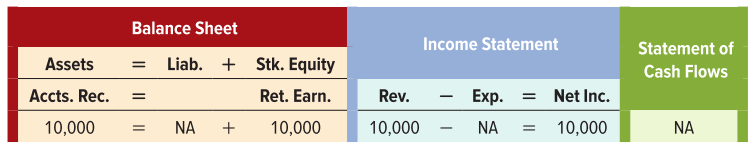 Balance Sheet
Income Statement
Statement of
Cash Flows
Assets = Liab. + Stk. Equity
Accts. Rec. = Ret. Earn. Rev. − Exp. = Net Inc.
10,000 = NA + 10,000 10,000 − NA = 10,000 NA